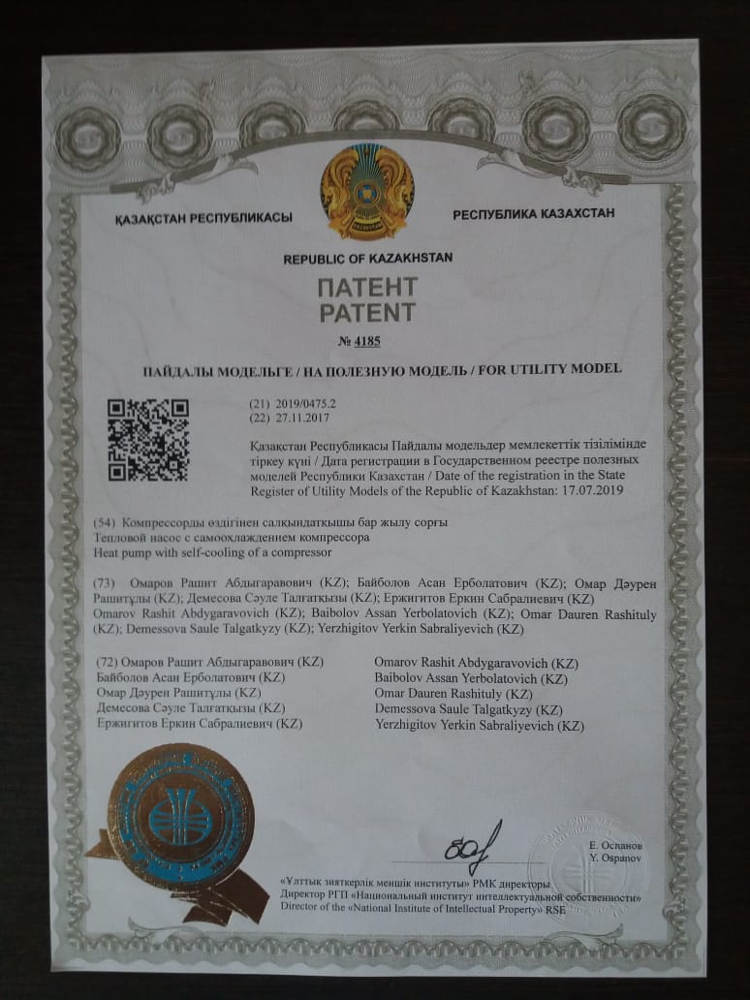 ҚАЗАҚСТАН РЕСПУБЛИКАСЫ
РЕСПУБЛИКА КАЗАХСТАН
REPUBLIC OF KAZAKHSTAN
ПАТЕНТ
PATENT
№ 4185
ПАЙДАЛЫ МОДЕЛЬГЕ / НА ПОЛЕЗНУЮ МОДЕЛЬ / FOR UTILITY MODEL
(21) 2019/0475.2
(22) 27.11.2017
Қазақстан Республикасы Пайдалы модельдер мемлекеттік тізілімінде
тіркеу күні / Дата регистрации в Государственном реестре полезных
моделей Республики Казахстан / Date of the registration in the State
Register of Utility Models of the Republic of Kazakhstan: 17.07.2019
(54) Компрессорды өздігінен салқындатқышы бар жылу сорғы
Тепловой насос с самоохлаждением компрессора
Heat pump with self-cooling of a compressor
(73) Омаров Рашит Абдыгаравович (KZ); Байболов Асан Ерболатович (KZ); Омар Дәурен
Рашитұлы (KZ); Демесова Сәуле Талғатқызы (KZ); Ержигитов Еркин Сабралиевич (KZ)
Omarov Rashit Abdygaravovich (KZ); Baibolov Assan Yerbolatovich (KZ); Omar Dauren Rashituly
(KZ); Demessova Saule Talgatkyzy (KZ); Yerzhigitov Yerkin Sabraliyevich (KZ)
(72) Омаров Рашит Абдыгаравович (KZ)
Байболов Асан Ерболатович (KZ)
Омар Дәурен Рашитұлы (KZ)
Демесова Сәуле Талғатқызы (KZ)
Ержигитов Еркин Сабралиевич (KZ)
Omarov Rashit Abdygaravovich (KZ)
Baibolov Assan Yerbolatovich (KZ)
Omar Dauren Rashituly (KZ)
Demessova Saule Talgatkyzy (KZ)
Yerzhigitov Yerkin Sabraliyevich (KZ)
Е. Оспанов
Y. Ospanov
«Ұлттық зияткерлік меншік институты» РМК директоры
Директор РГП «Национальный институт интеллектуальной собственности»
Director of the «National Institute of Intellectual Property» RSE